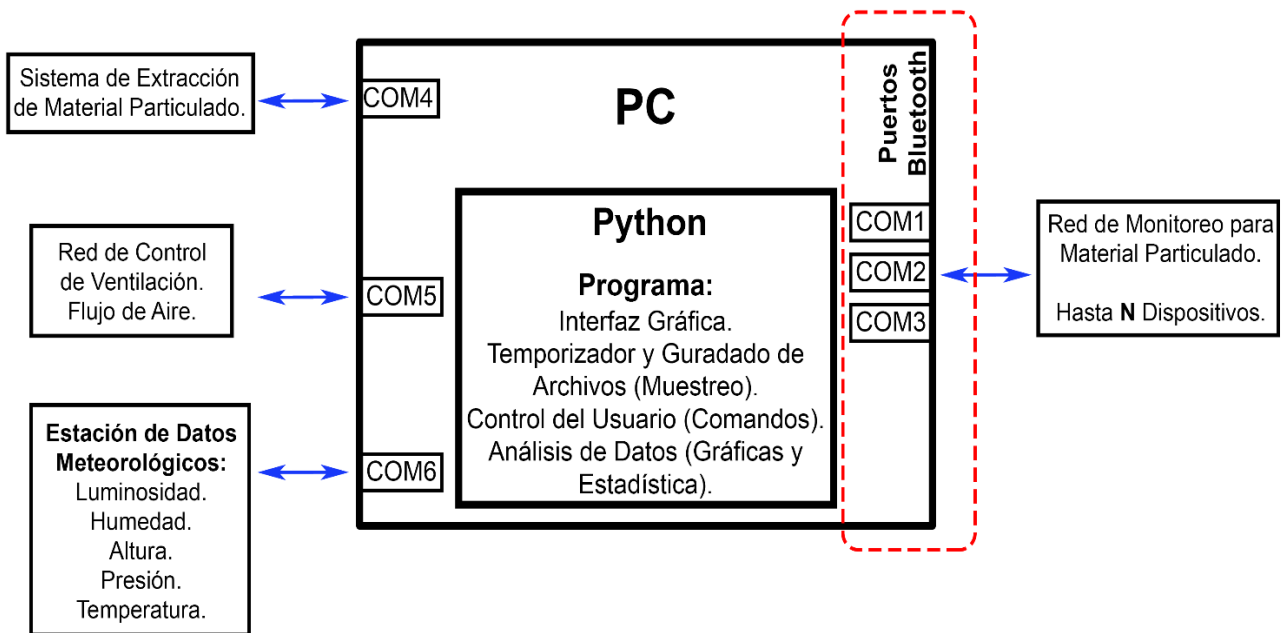 Sistema de Extracción
de Material Particulado.
COM4
Red de Control
de Ventilación.
Flujo de Aire.
COM5
Estación de Datos
Meteorológicos:
Luminosidad.
Humedad.
Altura.
Presión.
Temperatura.
COM6
PC
Python
Programa:
Interfaz Gráfica.
Temporizador y Guradado de
Archivos (Muestreo).
Control del Usuario (Comandos).
Análisis de Datos (Gráficas y
Estadística).
Puertos
Bluetooth
COM1
COM2
COM3
Red de Monitoreo para
Material Particulado.
Hasta N Dispositivos.